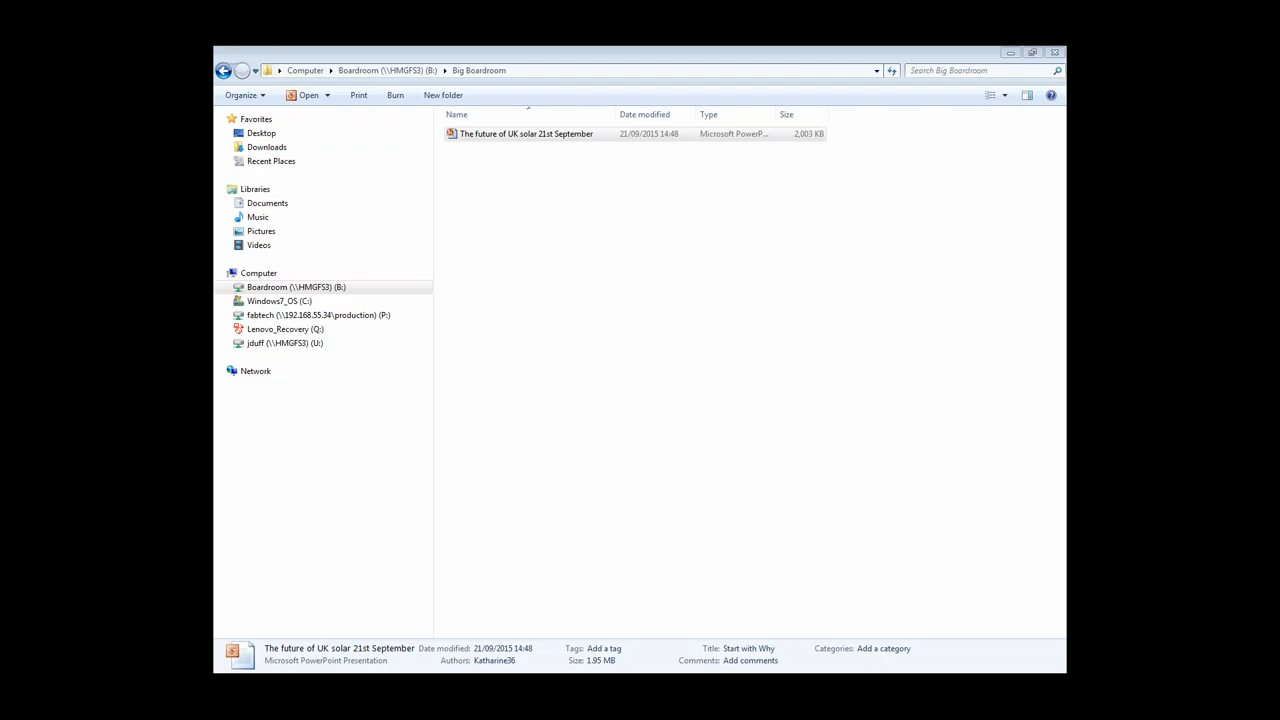 Computer Boardroom (\\HMGFS3) (B:) Big Boardroom Search Big Boardroom
Organize Open Print Burn New folder
Name Date modified Type Size
The future of UK solar 21st September 21/09/2015 14:48 Microsoft PowerP... 2,003 KB
Favorites
Desktop
Downloads
Recent Places
Libraries
Documents
Music
Pictures
Videos
Computer
Boardroom (\\HMGFS3) (B:)
Windows7_OS (C:)
fabtech (\\192.168.55.34\production) (P:)
Lenovo_Recovery (Q:)
jduff (\\HMGFS3) (U:)
Network
The future of UK solar 21st September Date modified: 21/09/2015 14:48 Tags: Add a tag Title: Start with Why Categories: Add a category
Microsoft PowerPoint Presentation Authors: Katharine36 Size: 1.95 MB Comments: Add comments